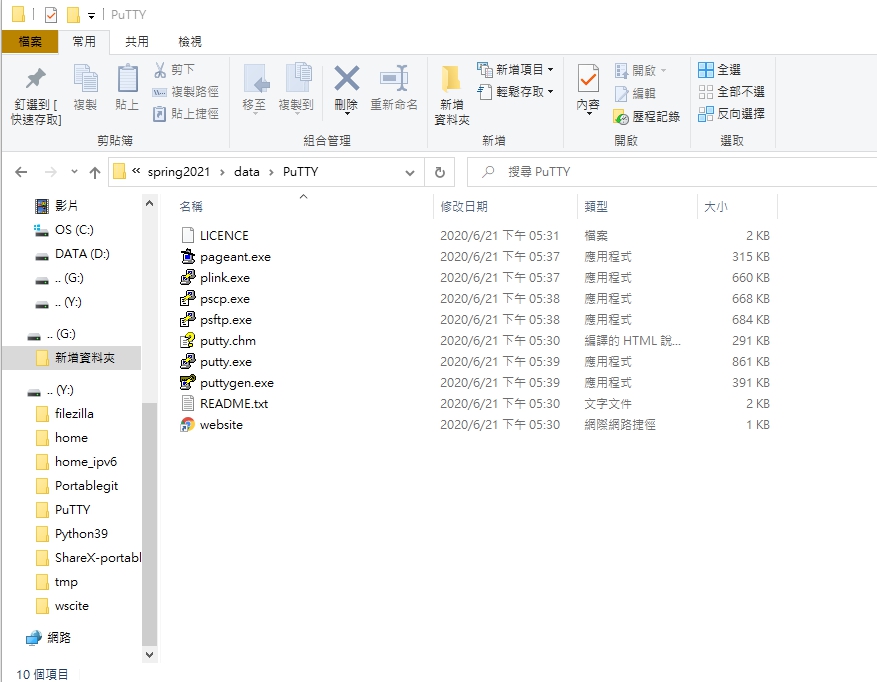 PuTTY
檔案 常用 共用 檢視
釘選到 [快速存取]
複製
貼上
剪下
複製路徑
貼上捷徑
剪貼簿
移至
複製到
刪除
重新命名
組合管理
新增資料夾
新增項目
輕鬆存取
新增
內容
開啟
編輯
歷程記錄
開啟
全選
全部不選
反向選擇
選取
« spring2021 › data › PuTTY
搜尋 PuTTY
影片
OS (C:)
DATA (D:)
.. (G:)
.. (Y:)
.. (G:)
新增資料夾
.. (Y:)
filezilla
home
home_ipv6
Portablegit
PuTTY
Python39
ShareX-portabl
tmp
wscite
網路
名稱 修改日期 類型 大小
LICENCE 2020/6/21 下午 05:31 檔案 2 KB
pageant.exe 2020/6/21 下午 05:37 應用程式 315 KB
plink.exe 2020/6/21 下午 05:37 應用程式 660 KB
pscp.exe 2020/6/21 下午 05:38 應用程式 668 KB
psftp.exe 2020/6/21 下午 05:38 應用程式 684 KB
putty.chm 2020/6/21 下午 05:30 編譯的 HTML 說... 291 KB
putty.exe 2020/6/21 下午 05:39 應用程式 861 KB
puttygen.exe 2020/6/21 下午 05:39 應用程式 391 KB
README.txt 2020/6/21 下午 05:30 文字文件 2 KB
website 2020/6/21 下午 05:30 網際網路捷徑 1 KB
10 個項目